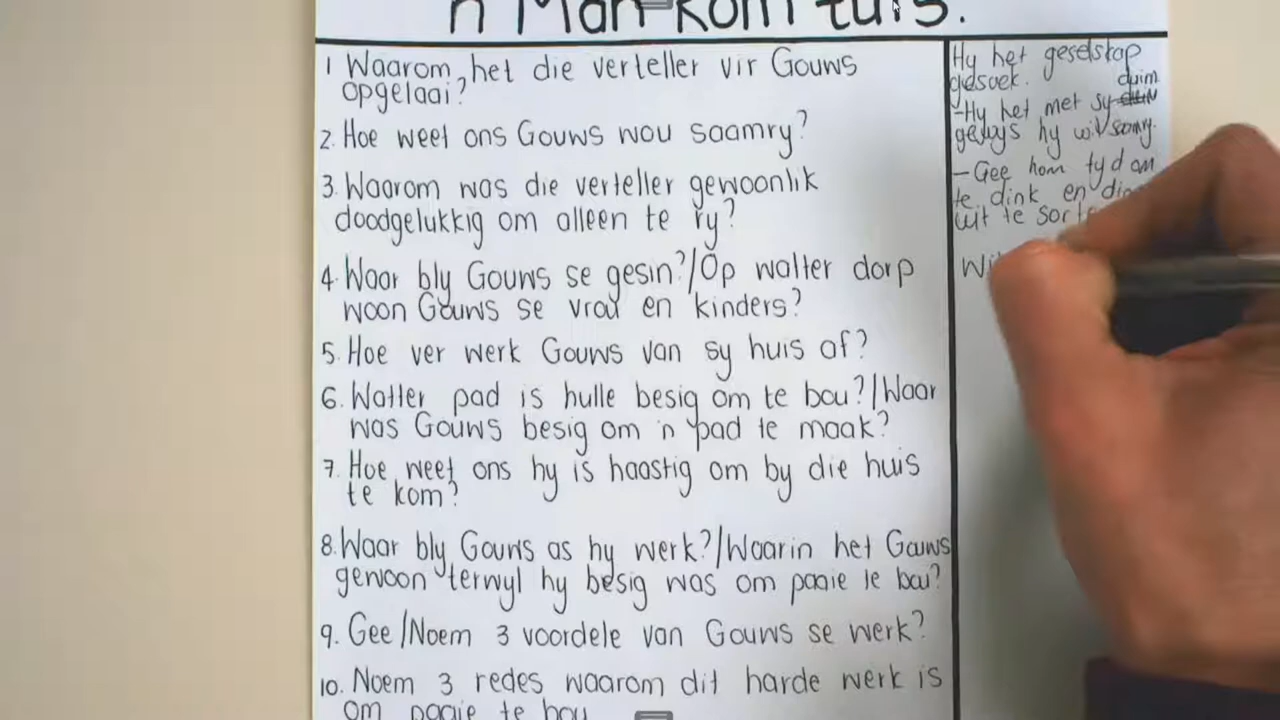 'n Man kom tuis.
1 Waarom het die verteller vir Gouws
opgelaai?
2. Hoe weet ons Gouws wou saamry?
3. Waarom was die verteller gewoonlik
doodgelukkig om alleen te ry?
4. Waar bly Gouws se gesin?/Op watter dorp
woon Gouws se vrou en kinders?
5. Hoe ver werk Gouws van sy huis af?
6. Watter pad is hulle besig om te bou?/Waar
was Gouws besig om 'n pad te maak?
7. Hoe weet ons hy is haastig om by die huis
te kom?
8. Waar bly Gouws as hy werk?/Waarin het Gouws
gewoon terwyl hy besig was om paaie te bou?
9. Gee/Noem 3 voordele van Gouws se werk?
10. Noem 3 redes waarom dit harde werk is
om paaie te bou
Hy het geselskap
gesoek.
duim
-Hy het met sy
gewys hy wil saamry.
- Gee hom tyd om
te dink en
uit te